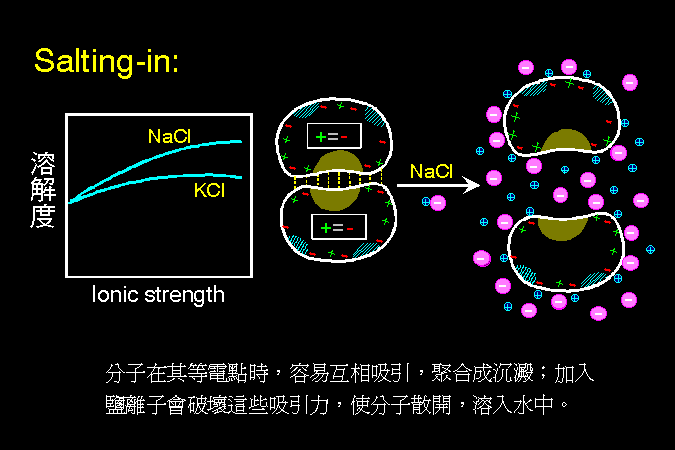 Salting-in:
NaCl
KCl
溶解度
Ionic strength
+=-
+=-
NaCl
分子在其等電點時，容易互相吸引，聚合成沉澱；加入
鹽離子會破壞這些吸引力，使分子散開，溶入水中。